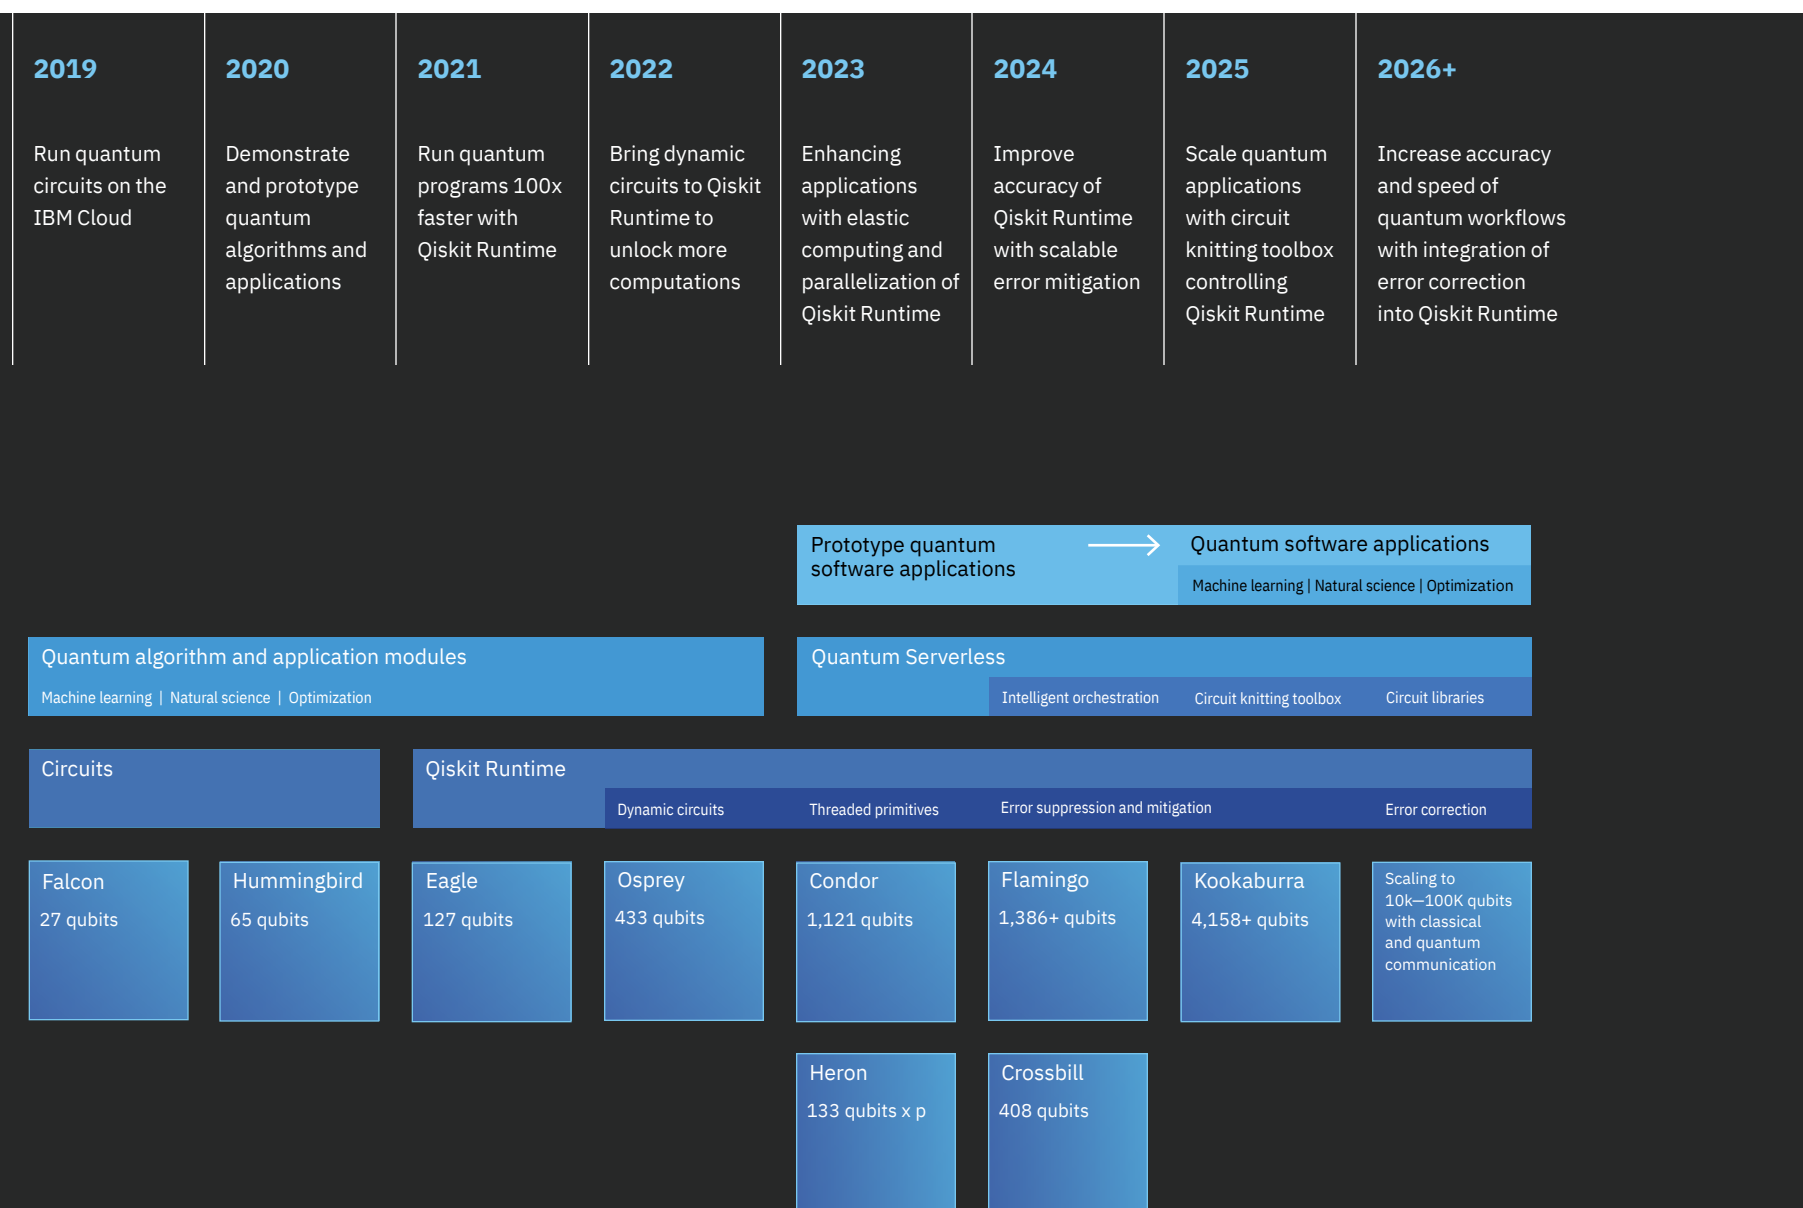 2019
Run quantum
circuits on the
IBM Cloud
2020
Demonstrate
and prototype
quantum
algorithms and
applications
2021
Run quantum
programs 100x
faster with
Qiskit Runtime
2022
Bring dynamic
circuits to Qiskit
Runtime to
unlock more
computations
2023
Enhancing
applications
with elastic
computing and
parallelization of
Qiskit Runtime
2024
Improve
accuracy of
Qiskit Runtime
with scalable
error mitigation
2025
Scale quantum
applications
with circuit
knitting toolbox
controlling
Qiskit Runtime
2026+
Increase accuracy
and speed of
quantum workflows
with integration of
error correction
into Qiskit Runtime
Prototype quantum
software applications
Quantum software applications
Machine learning | Natural science | Optimization
Quantum algorithm and application modules
Machine learning | Natural science | Optimization
Quantum Serverless
Intelligent orchestration
Circuit knitting toolbox
Circuit libraries
Circuits
Qiskit Runtime
Dynamic circuits
Threaded primitives
Error suppression and mitigation
Error correction
Falcon
27 qubits
Hummingbird
65 qubits
Eagle
127 qubits
Osprey
433 qubits
Condor
1,121 qubits
Flamingo
1,386+ qubits
Kookaburra
4,158+ qubits
Scaling to
10k—100K qubits
with classical
and quantum
communication
Heron
133 qubits x p
Crossbill
408 qubits